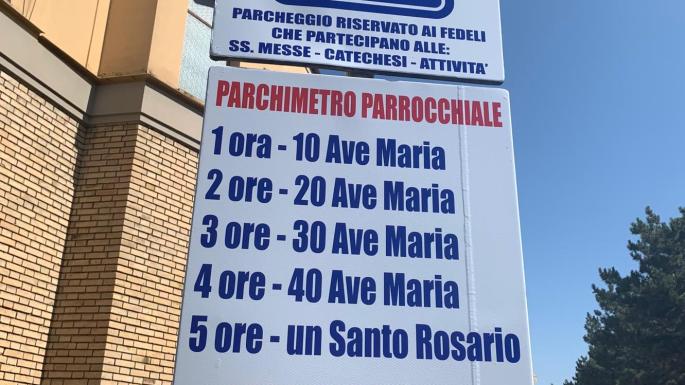 PARCHEGGIO RISERVATO AI FEDELI
CHE PARTECIPANO ALLE:
SS. MESSE - CATECHESI - ATTIVITA'
PARCHIMETRO PARROCCHIALE
1 ora - 10 Ave Maria
2 ore - 20 Ave Maria
3 ore - 30 Ave Maria
4 ore - 40 Ave Maria
5 ore - un Santo Rosario